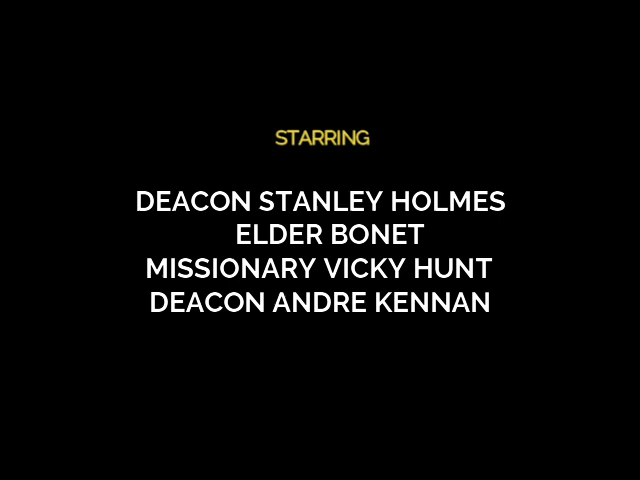 STARRING
DEACON STANLEY HOLMES
ELDER BONET
MISSIONARY VICKY HUNT
DEACON ANDRE KENNAN